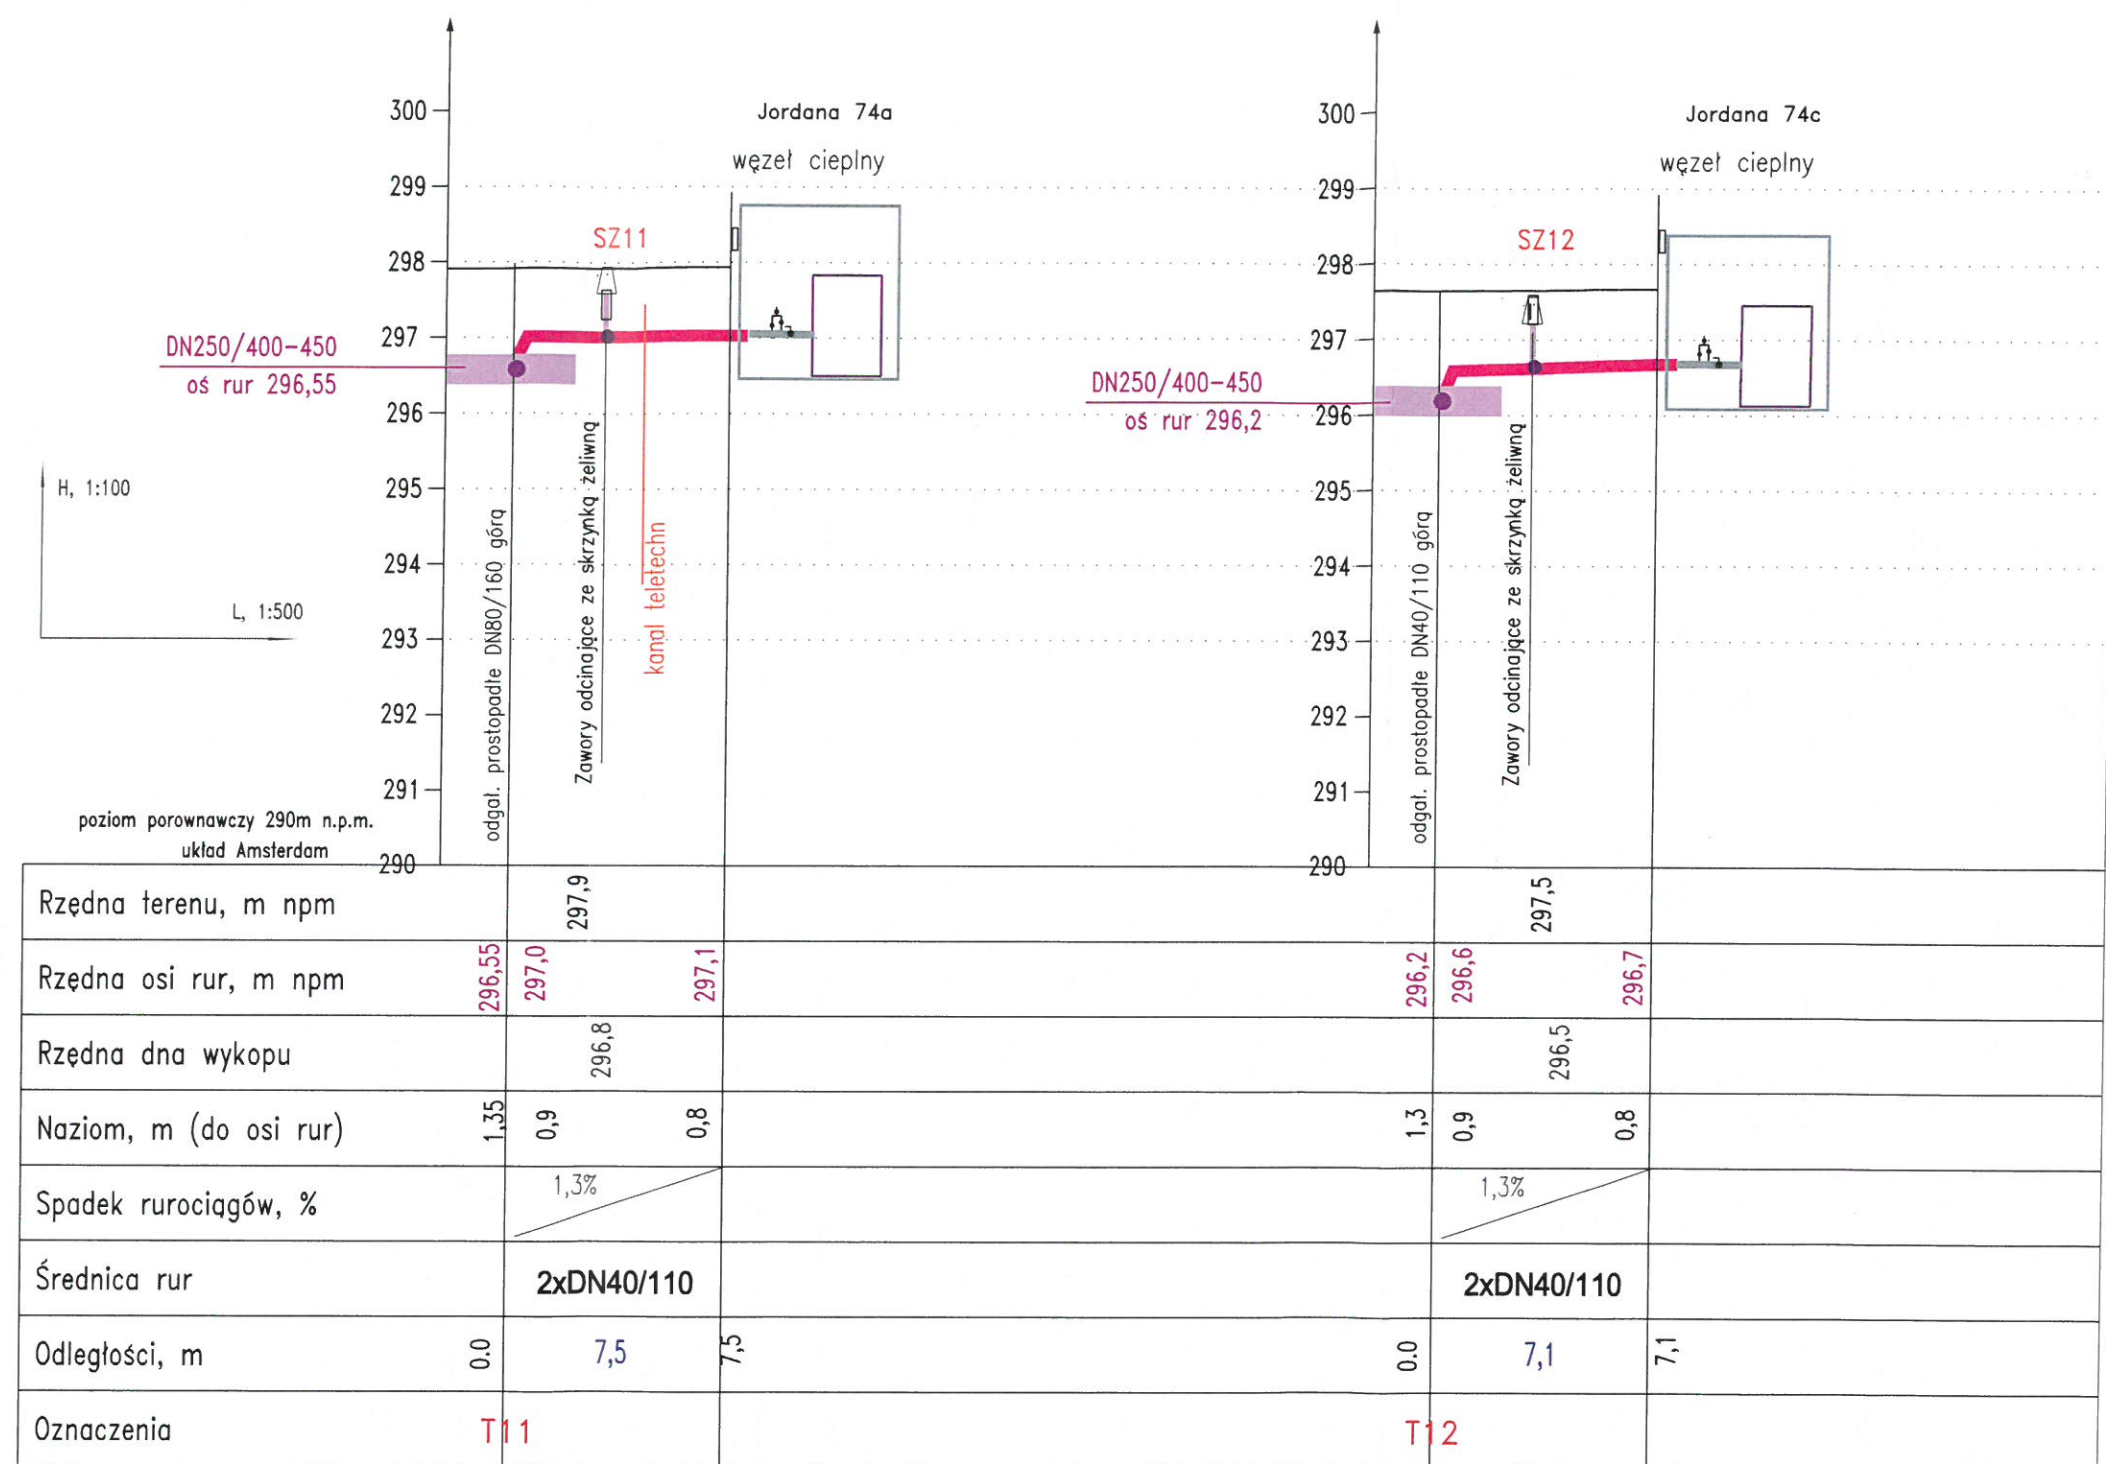 Jordana 74a
węzeł cieplny
SZ11
300
299
298
297
296
295
294
293
292
291
290
DN250/400-450
oś rur 296,55
H, 1:100
L, 1:500
poziom porownawczy 290m n.p.m.
układ Amsterdam
odgał. prostopadłe DN80/160 górą
Zawory odcinające ze skrzynką żeliwną
kanał teletechn
Jordana 74c
węzeł cieplny
SZ12
300
299
298
297
296
295
294
293
292
291
290
DN250/400-450
oś rur 296,2
odgał. prostopadłe DN40/110 górą
Zawory odcinające ze skrzynką żeliwną
Rzędna terenu, m npm 297,9 297,5
Rzędna osi rur, m npm 296,55 297,0 297,1 296,2 296,6 296,7
Rzędna dna wykopu 296,8 296,5
Naziom, m (do osi rur) 1,35 0,9 0,8 1,3 0,9 0,8
Spadek rurociągów, % 1,3% 1,3%
Średnica rur 2xDN40/110 2xDN40/110
Odległości, m 0.0 7,5 7,5 0.0 7,1 7,1
Oznaczenia T11 T12